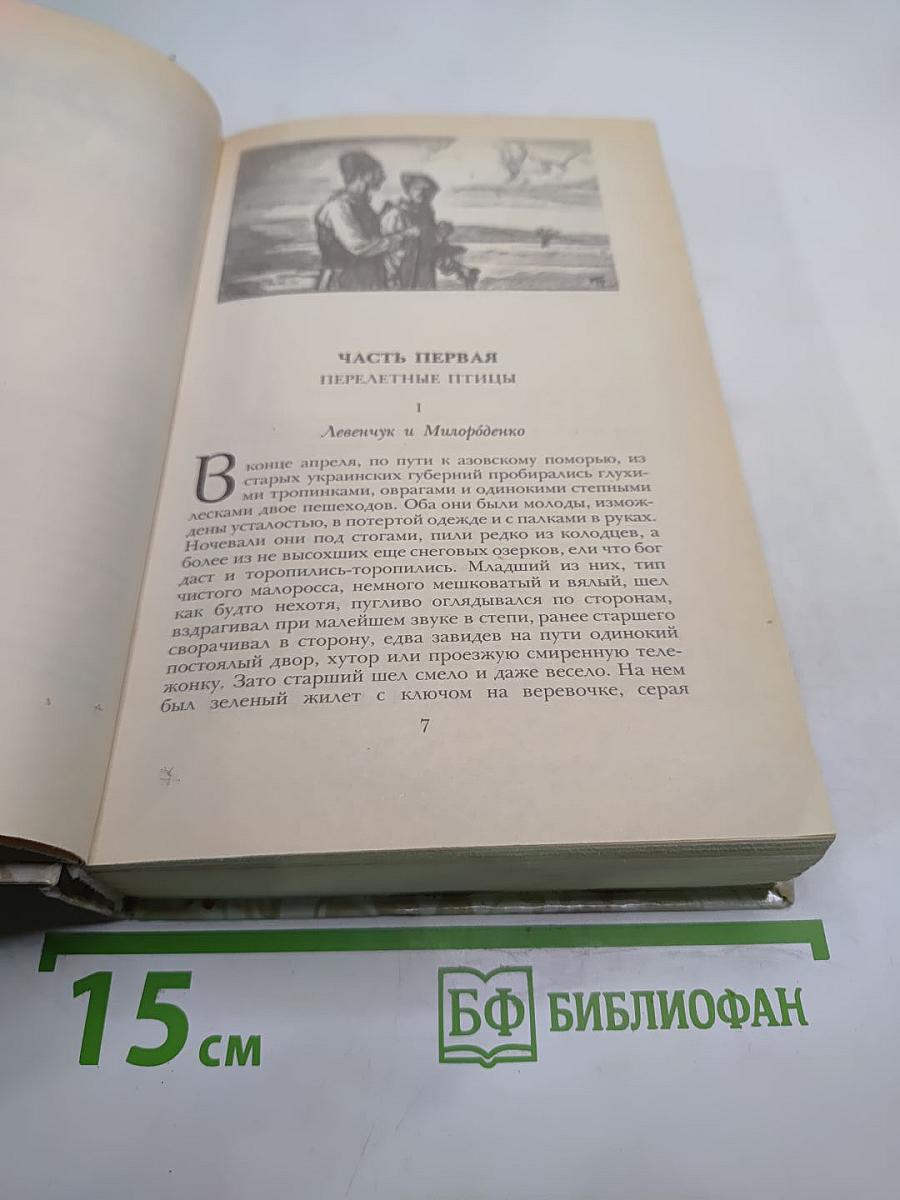 ЧАСТЬ ПЕРВАЯ
ПЕРЕЛЕТНЫЕ ПТИЦЫ
I
Левенчук и Милоро́денко
В конце апреля, по пути к азовскому поморью, из
старых украинских губерний пробирались глухи-
ми тропинками, оврагами и одинокими степными
лесками двое пешеходов. Оба они были молоды, измож-
дены усталостью, в потертой одежде и с палками в руках.
Ночевали они под стогами, пили редко из колодцев, а
более из не высохших еще снеговых озерков, ели что бог
даст и торопились-торопились. Младший из них, тип
чистого малоросса, немного мешковатый и вялый, шел
как будто нехотя, пугливо оглядывался по сторонам,
вздрагивал при малейшем звуке в степи, ранее старшего
сворачивал в сторону, едва завидев на пути одинокий
постоялый двор, хутор или проезжую смиренную теле-
жонку. Зато старший шел смело и даже весело. На нем
был зеленый жилет с ключом на веревочке, серая
7
15 см
БФ БИБЛИОФАН